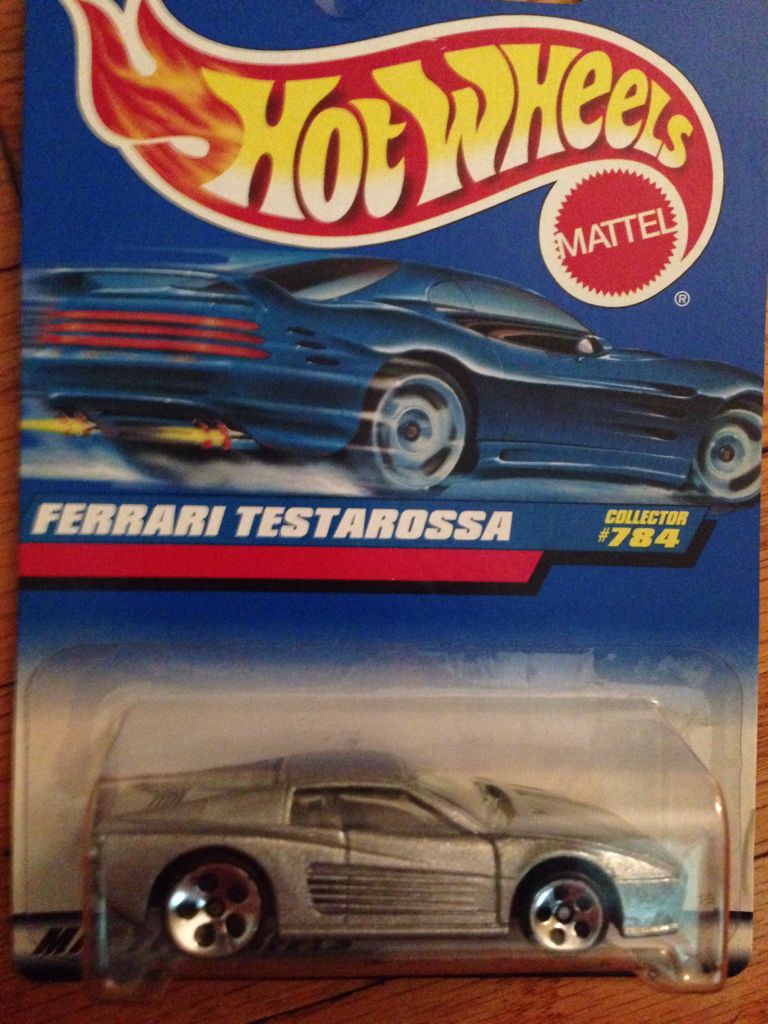 HOT WHEELS
MATTEL
®
FERRARI TESTAROSSA
COLLECTOR
#784